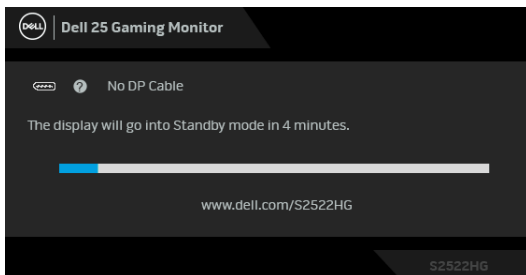 DELL
Dell 25 Gaming Monitor
? No DP Cable
The display will go into Standby mode in 4 minutes.
www.dell.com/S2522HG
S2522HG